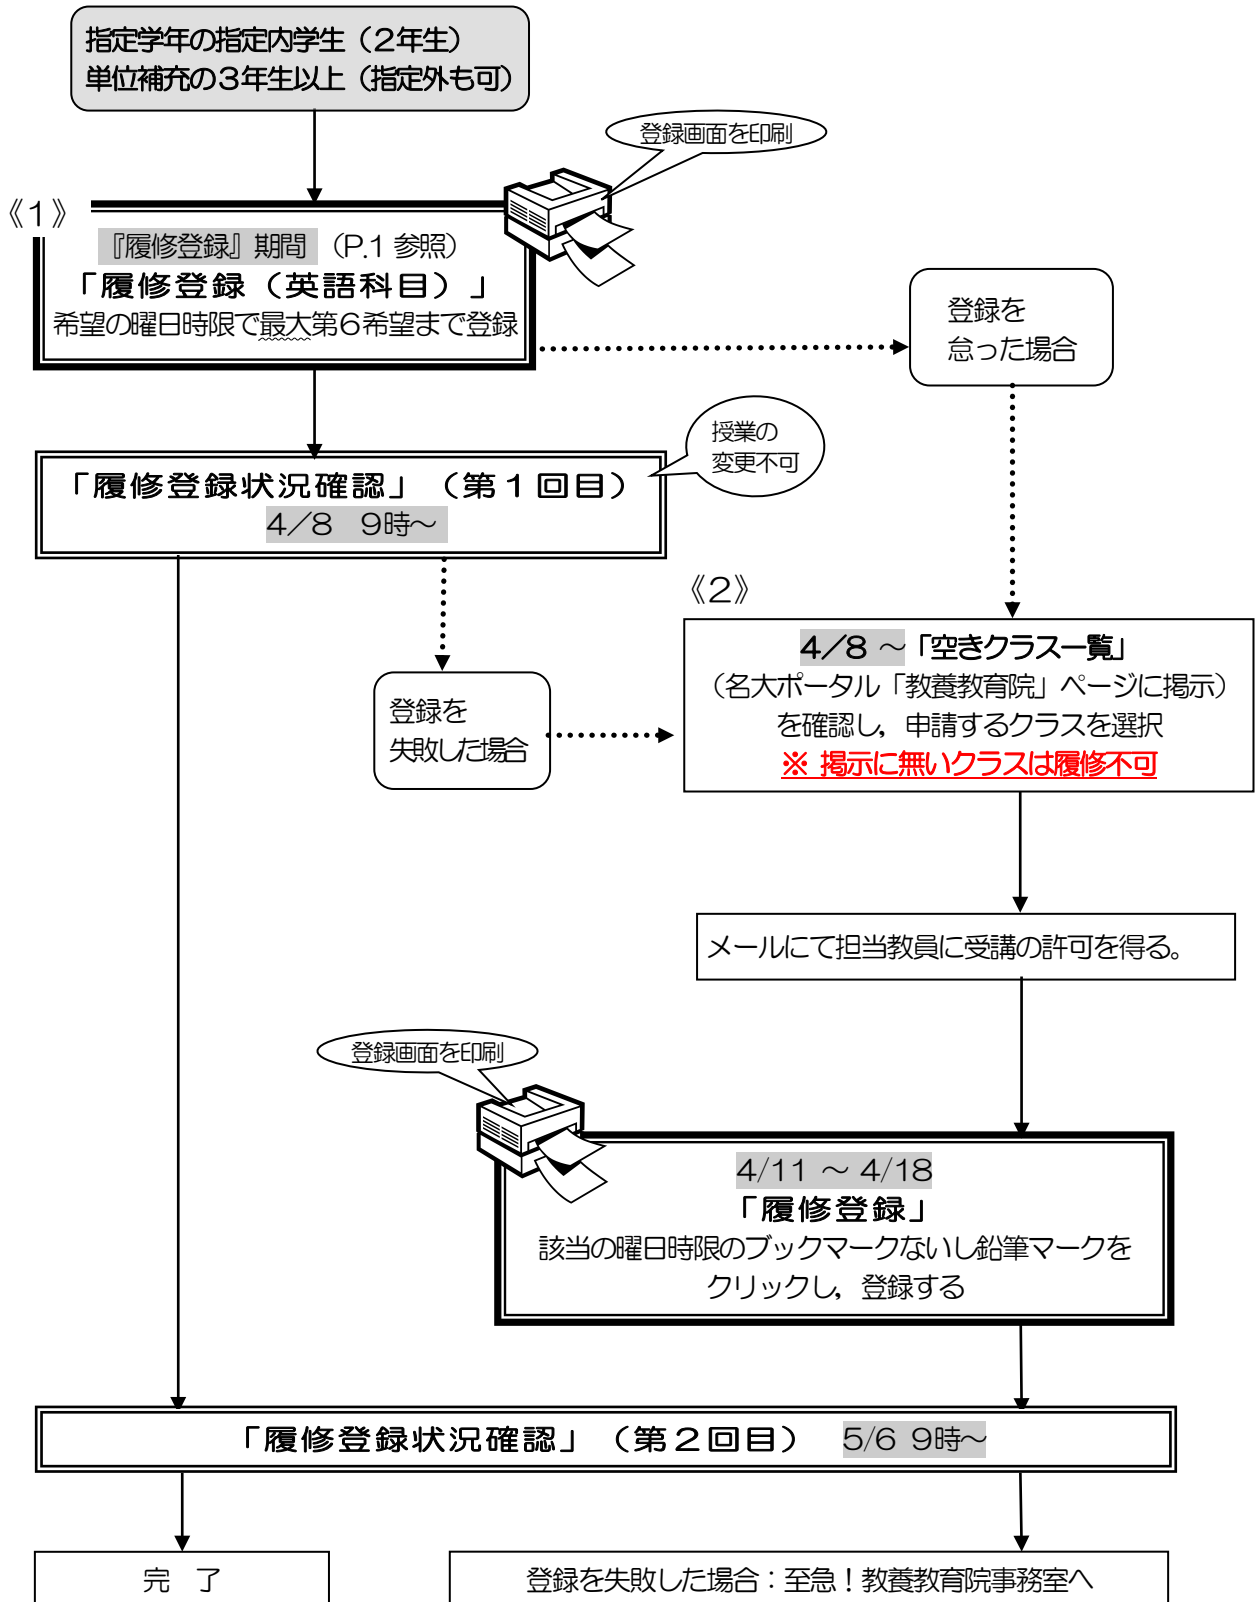 指定学年の指定内学生（２年生）
単位補充の３年生以上（指定外も可）
登録画面を印刷
《1》
『履修登録』期間 （P.1 参照）
「履修登録（英語科目）」
希望の曜日時限で最大第６希望まで登録
登録を
怠った場合
授業の
変更不可
「履修登録状況確認」（第１回目）
４／８　９時～
《2》
４／８ ～「空きクラス一覧」
（名大ポータル「教養教育院」ページに掲示）
を確認し，申請するクラスを選択
※ 掲示に無いクラスは履修不可
登録を
失敗した場合
メールにて担当教員に受講の許可を得る。
登録画面を印刷
4/11 ～ 4/18
「履修登録」
該当の曜日時限のブックマークないし鉛筆マークを
クリックし，登録する
「履修登録状況確認」（第２回目）　5/6 9時～
完　了
登録を失敗した場合：至急！教養教育院事務室へ